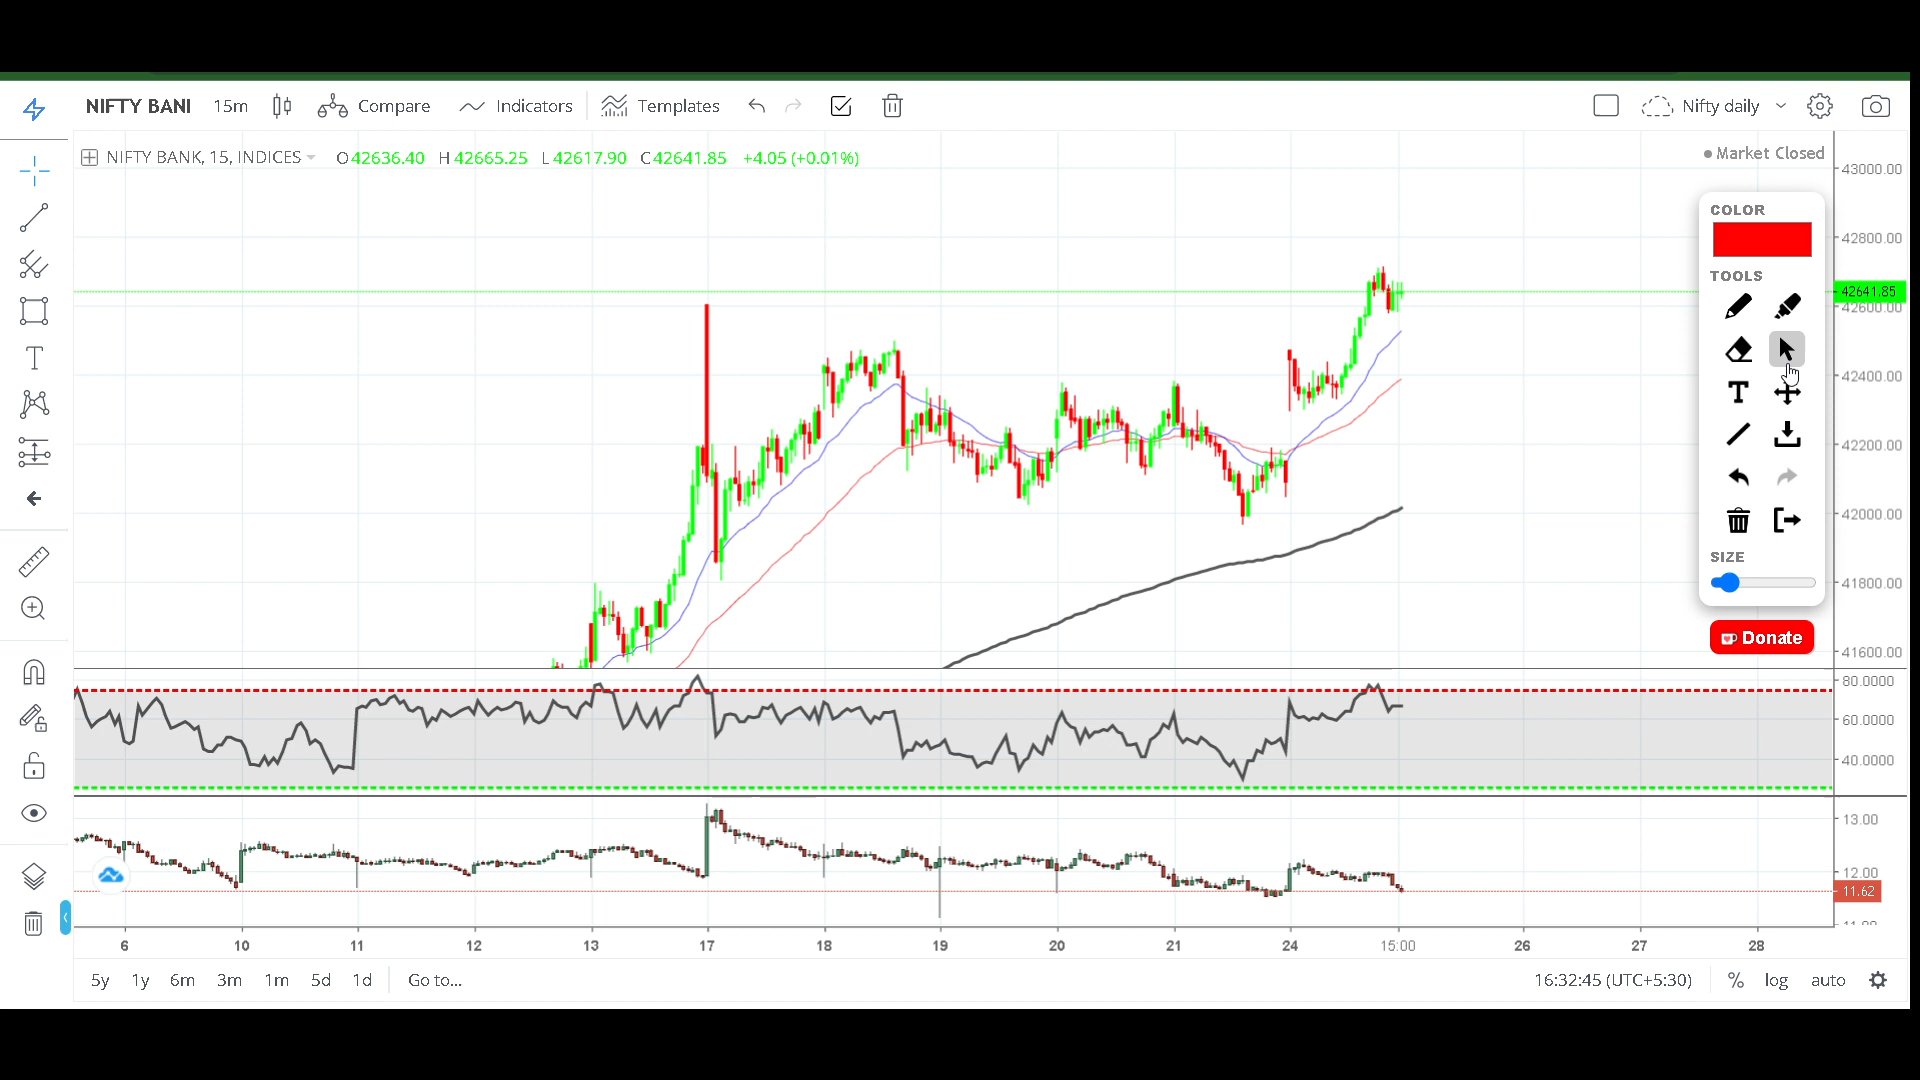 NIFTY BANI 15m Compare Indicators Templates Nifty daily
NIFTY BANK, 15, INDICES O42636.40 H42665.25 L42617.90 C42641.85 +4.05 (+0.01%)
Market Closed
43000.00
COLOR
42800.00
TOOLS
42641.85
42600.00
42400.00
T
42200.00
42000.00
SIZE
41800.00
Donate
41600.00
80.0000
60.0000
40.0000
13.00
12.00
11.62
6 10 11 12 13 17 18 19 20 21 24 15:00 26 27 28
5y 1y 6m 3m 1m 5d 1d Go to... 16:32:45 (UTC+5:30) % log auto